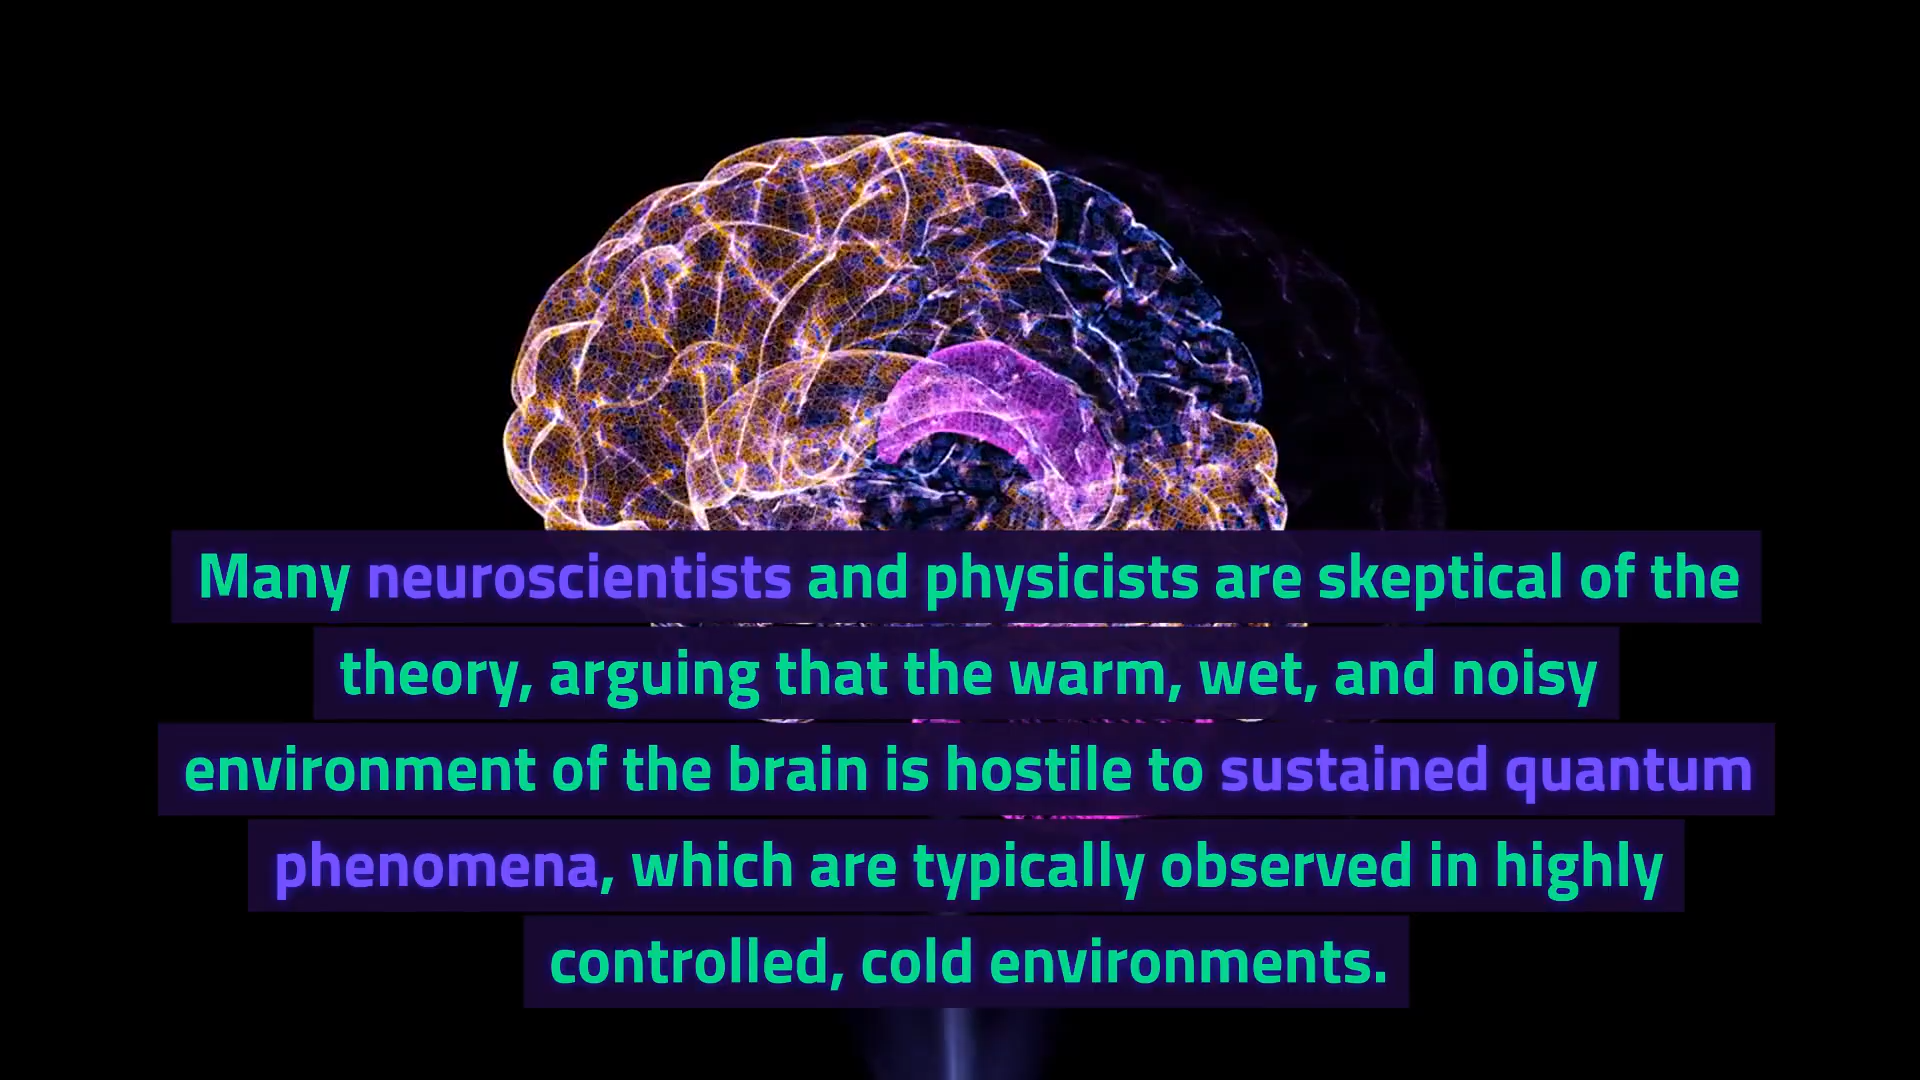 Many neuroscientists and physicists are skeptical of the
theory, arguing that the warm, wet, and noisy
environment of the brain is hostile to sustained quantum
phenomena, which are typically observed in highly
controlled, cold environments.